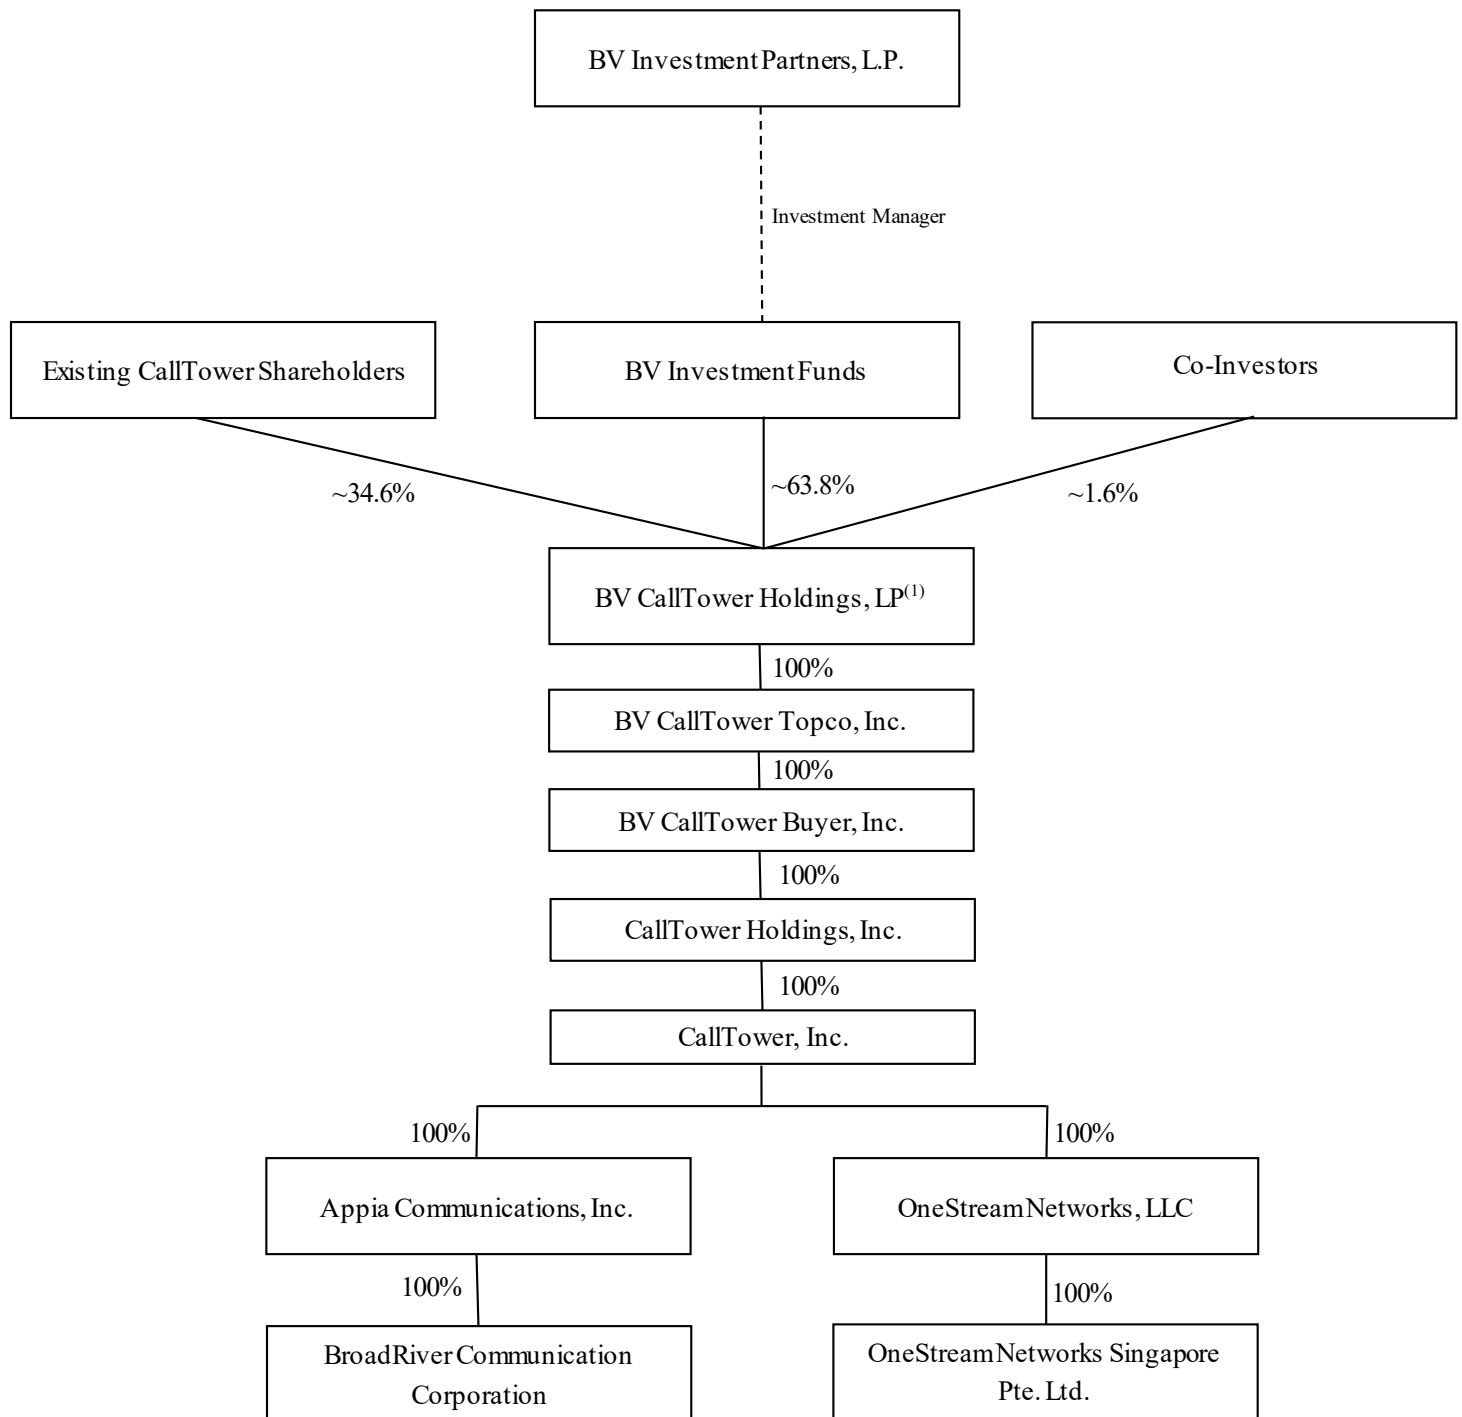 BV Investment Partners, L.P.
Investment Manager
Existing CallTower Shareholders
BV Investment Funds
Co-Investors
~34.6%
~63.8%
~1.6%
BV CallTower Holdings, LP(1)
100%
BV CallTower Topco, Inc.
100%
BV CallTower Buyer, Inc.
100%
CallTower Holdings, Inc.
100%
CallTower, Inc.
100%
100%
Appia Communications, Inc.
OneStream Networks, LLC
100%
100%
BroadRiver Communication
Corporation
OneStream Networks Singapore
Pte. Ltd.